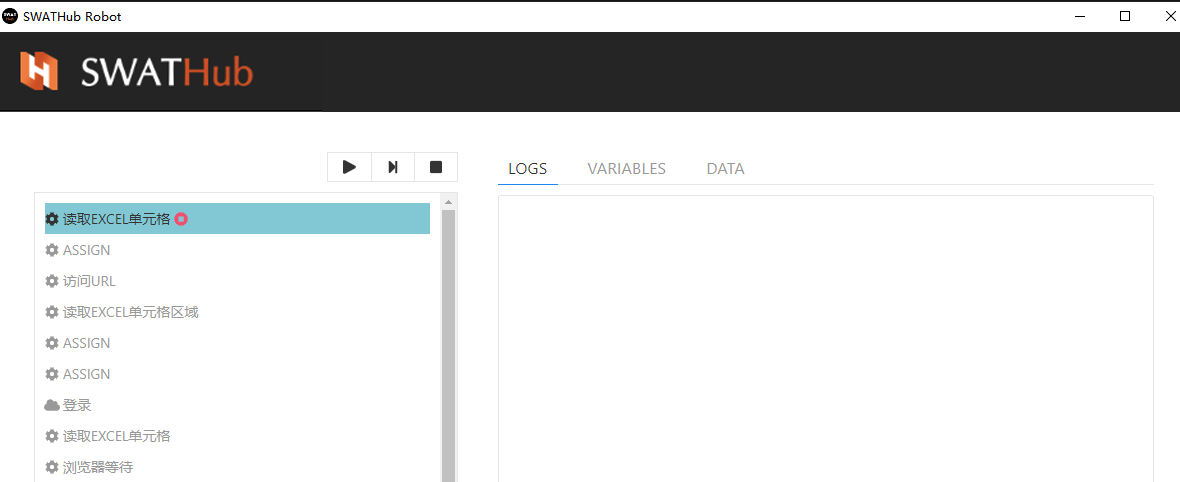 SWATHub Robot
SWATHub
LOGS VARIABLES DATA
读取EXCEL单元格
ASSIGN
访问URL
读取EXCEL单元格区域
ASSIGN
ASSIGN
登录
读取EXCEL单元格
浏览器等待